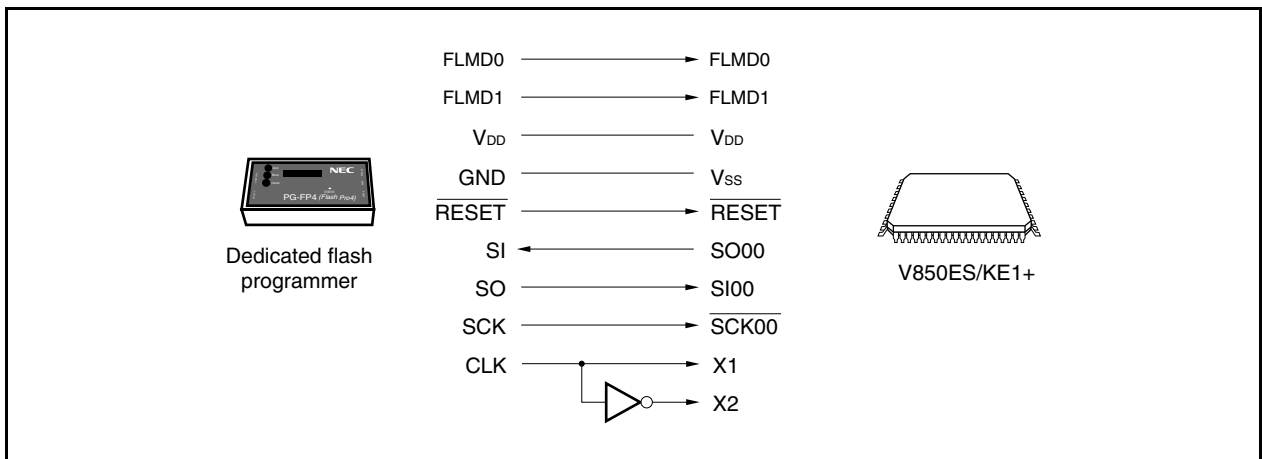 FLMD0 FLMD0
FLMD1 FLMD1
VDD VDD
GND VSS
RESET RESET
SI SO00
SO SI00
SCK SCK00
CLK X1
X2
NEC
PG-FP4 (Flash Pro4)
Dedicated flash
programmer
V850ES/KE1+